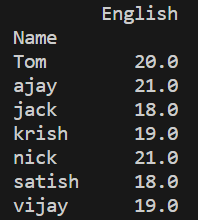 English
Name
Tom 20.0
ajay 21.0
jack 18.0
krish 19.0
nick 21.0
satish 18.0
vijay 19.0